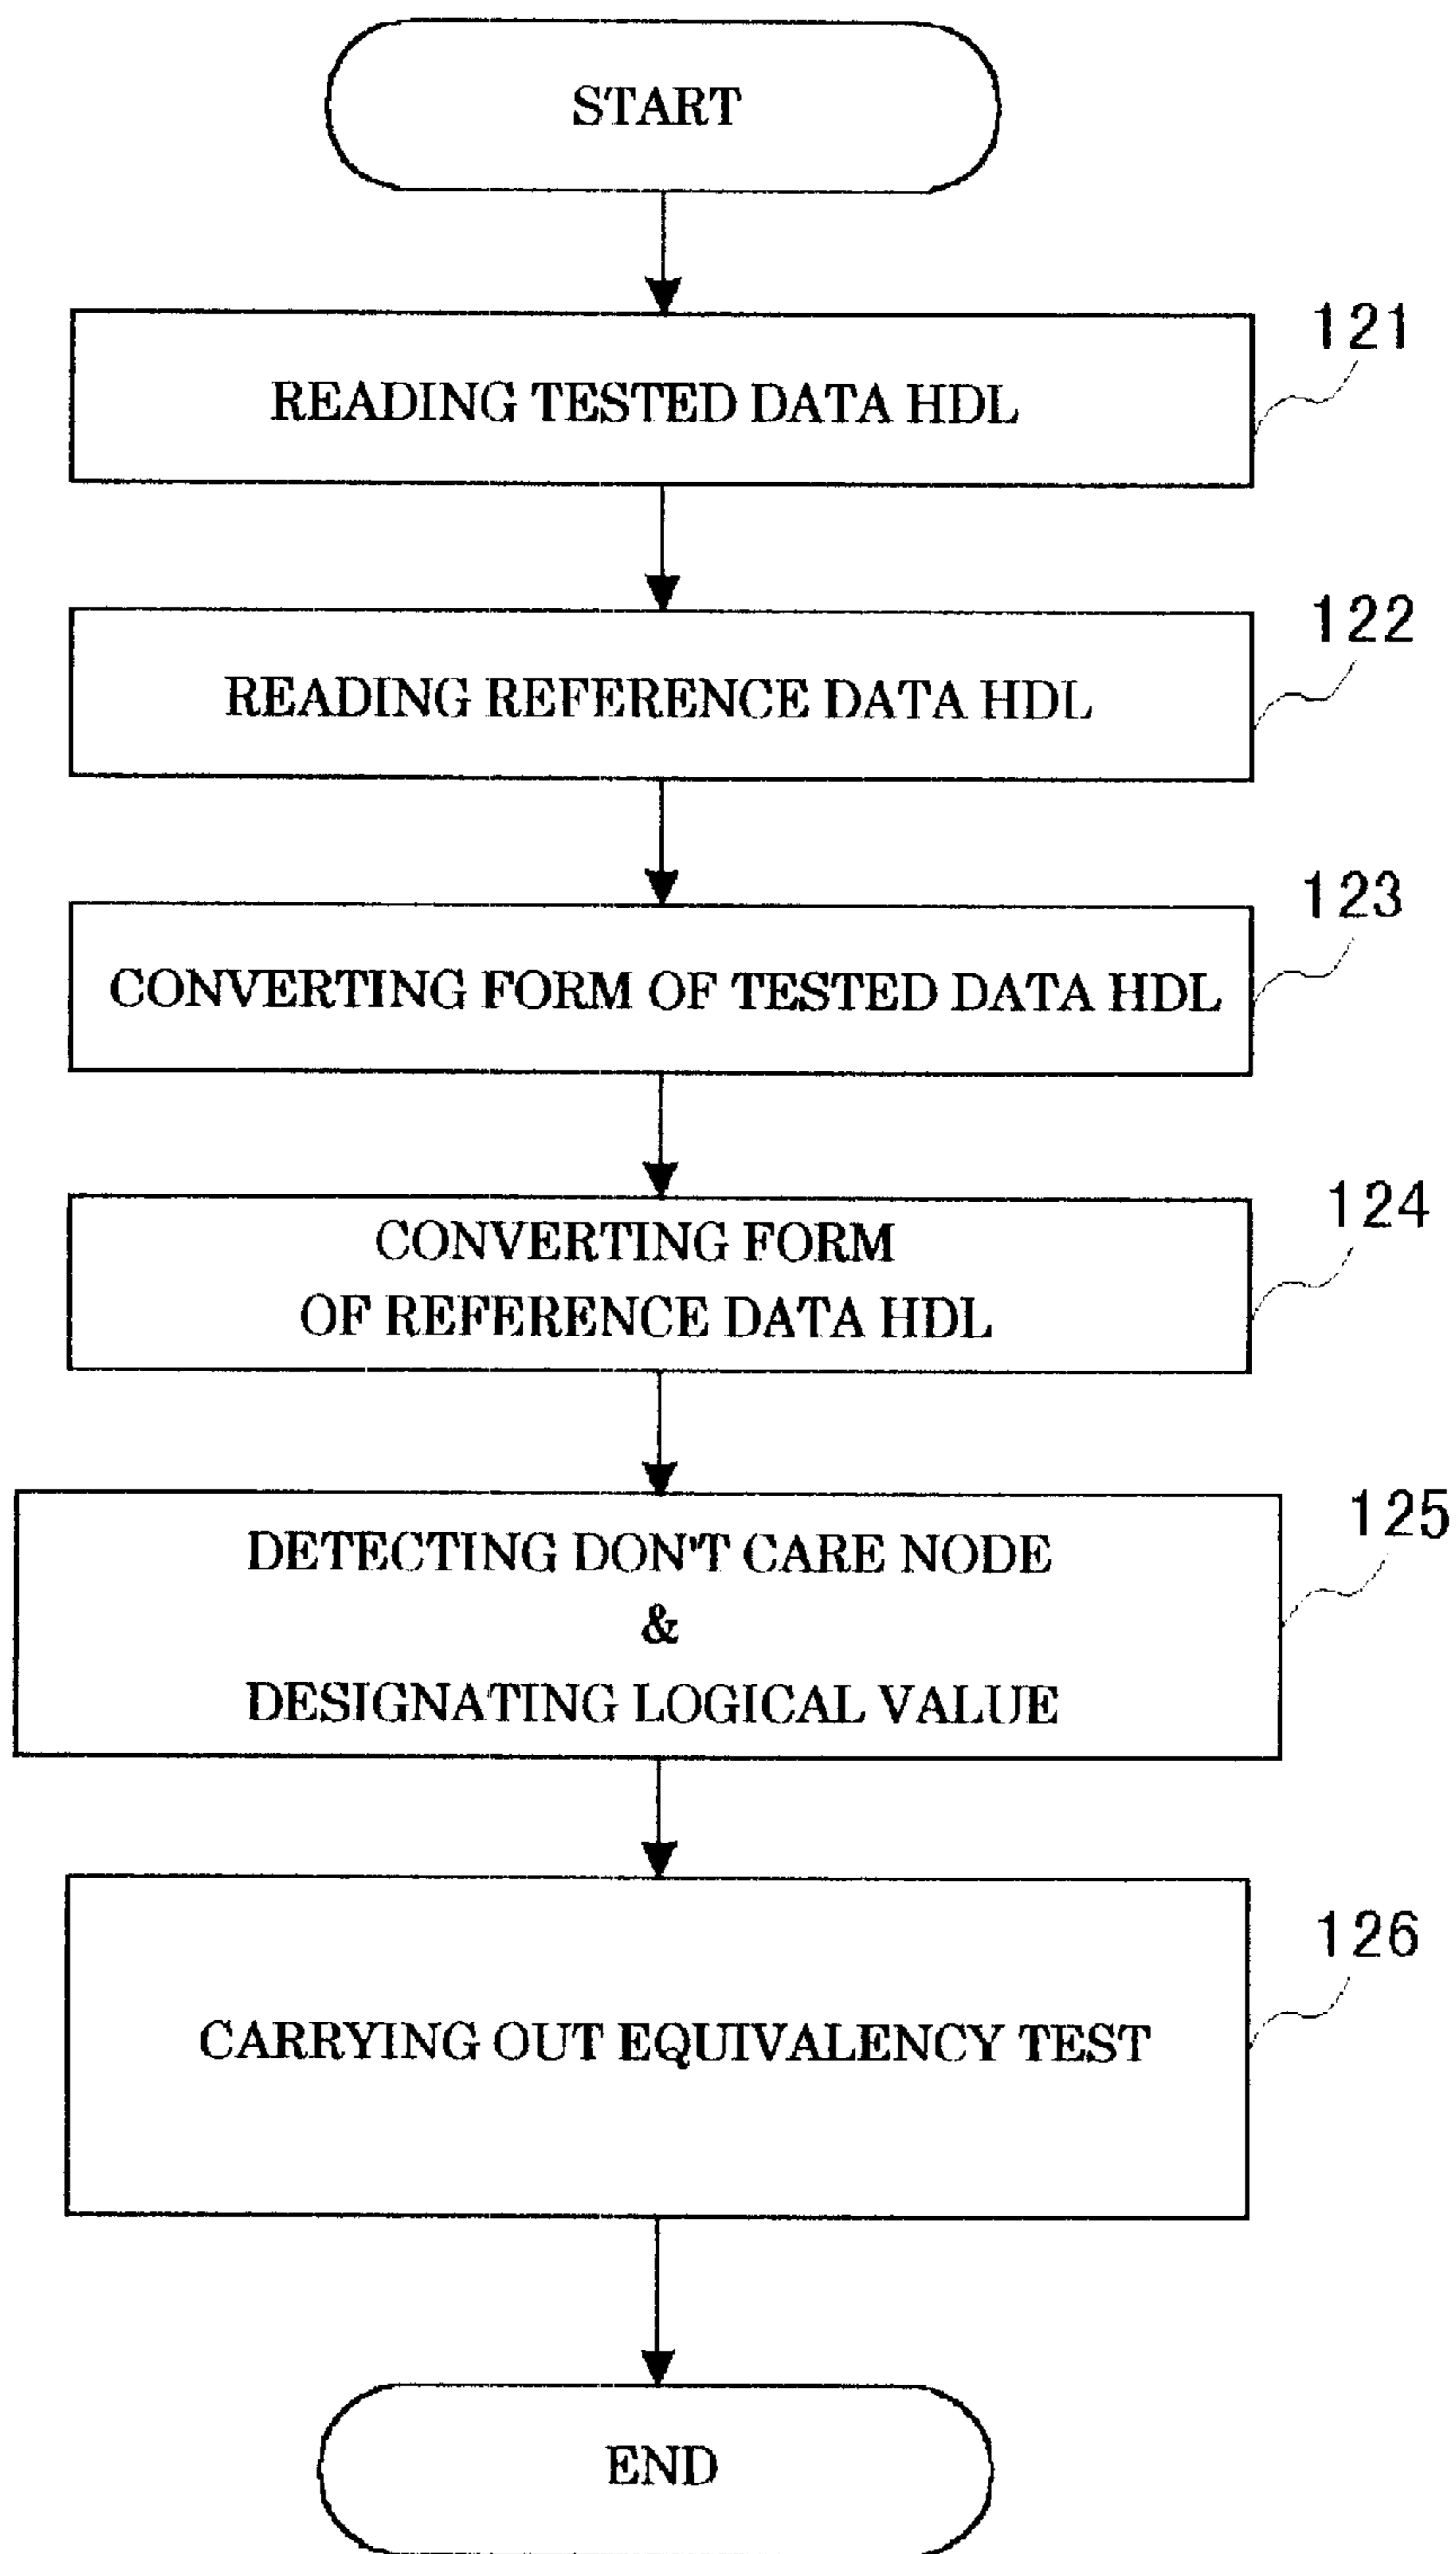 START
121
READING TESTED DATA HDL
122
READING REFERENCE DATA HDL
123
CONVERTING FORM OF TESTED DATA HDL
124
CONVERTING FORM
OF REFERENCE DATA HDL
125
DETECTING DON'T CARE NODE
&
DESIGNATING LOGICAL VALUE
126
CARRYING OUT EQUIVALENCY TEST
END